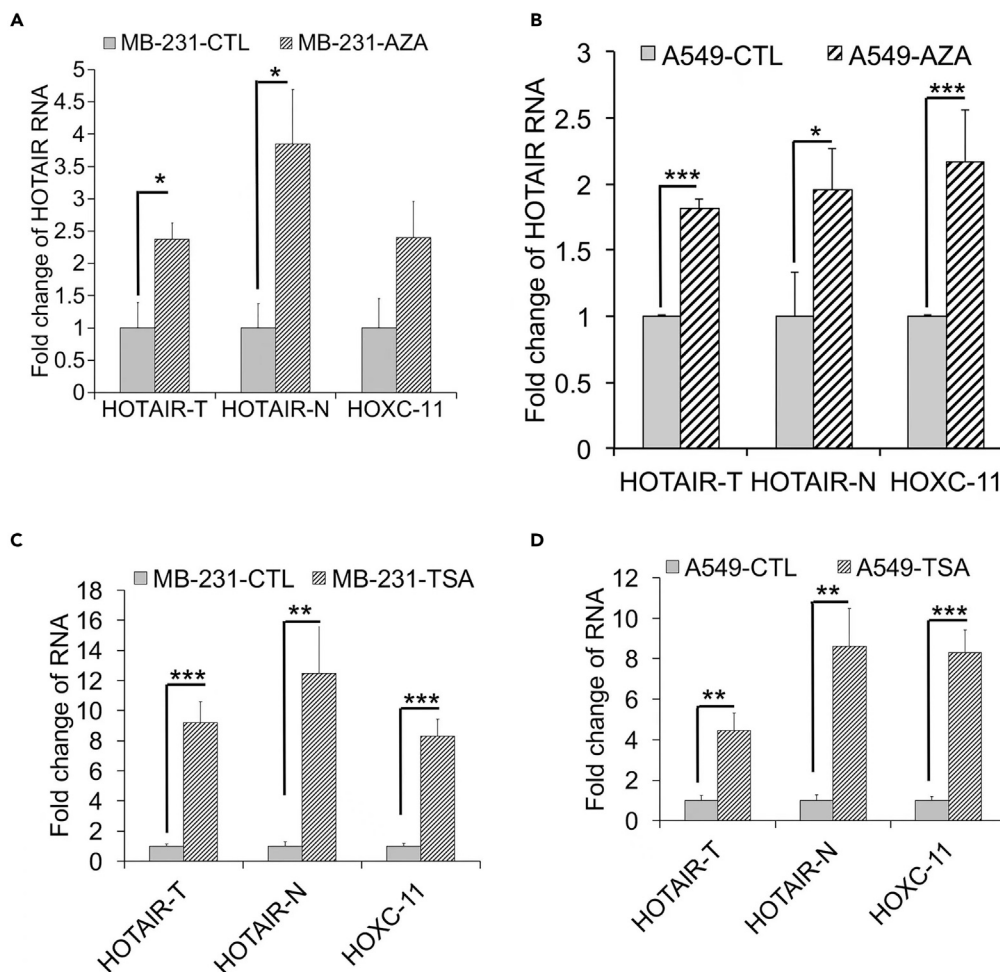 A
MB-231-CTL MB-231-AZA
Fold change of HOTAIR RNA
5
4.5
4
3.5
3
2.5
2
1.5
1
0.5
0
*
*
HOTAIR-T HOTAIR-N HOXC-11
B
A549-CTL A549-AZA
Fold change of HOTAIR RNA
3
2.5
2
1.5
1
0.5
0
***
*
***
HOTAIR-T HOTAIR-N HOXC-11
C
MB-231-CTL MB-231-TSA
Fold change of RNA
18
16
14
12
10
8
6
4
2
0
***
**
***
HOTAIR-T
HOTAIR-N
HOXC-11
D
A549-CTL A549-TSA
Fold change of RNA
12
10
8
6
4
2
0
**
**
***
HOTAIR-T
HOTAIR-N
HOXC-11